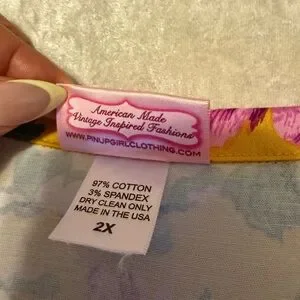 American Made
Vintage Inspired Fashions
WWW.PINUPGIRLCLOTHING.COM
97% COTTON
3% SPANDEX
DRY CLEAN ONLY
MADE IN THE USA
2X